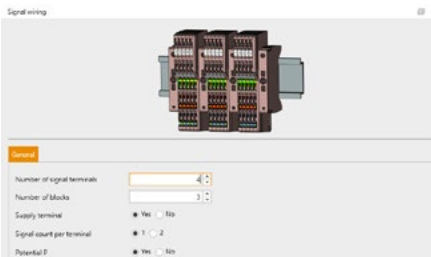 Signal wiring
General
Number of signal terminals 4
Number of blocks 3
Supply terminal Yes No
Signal count per terminal 1 2
Potential P Yes No